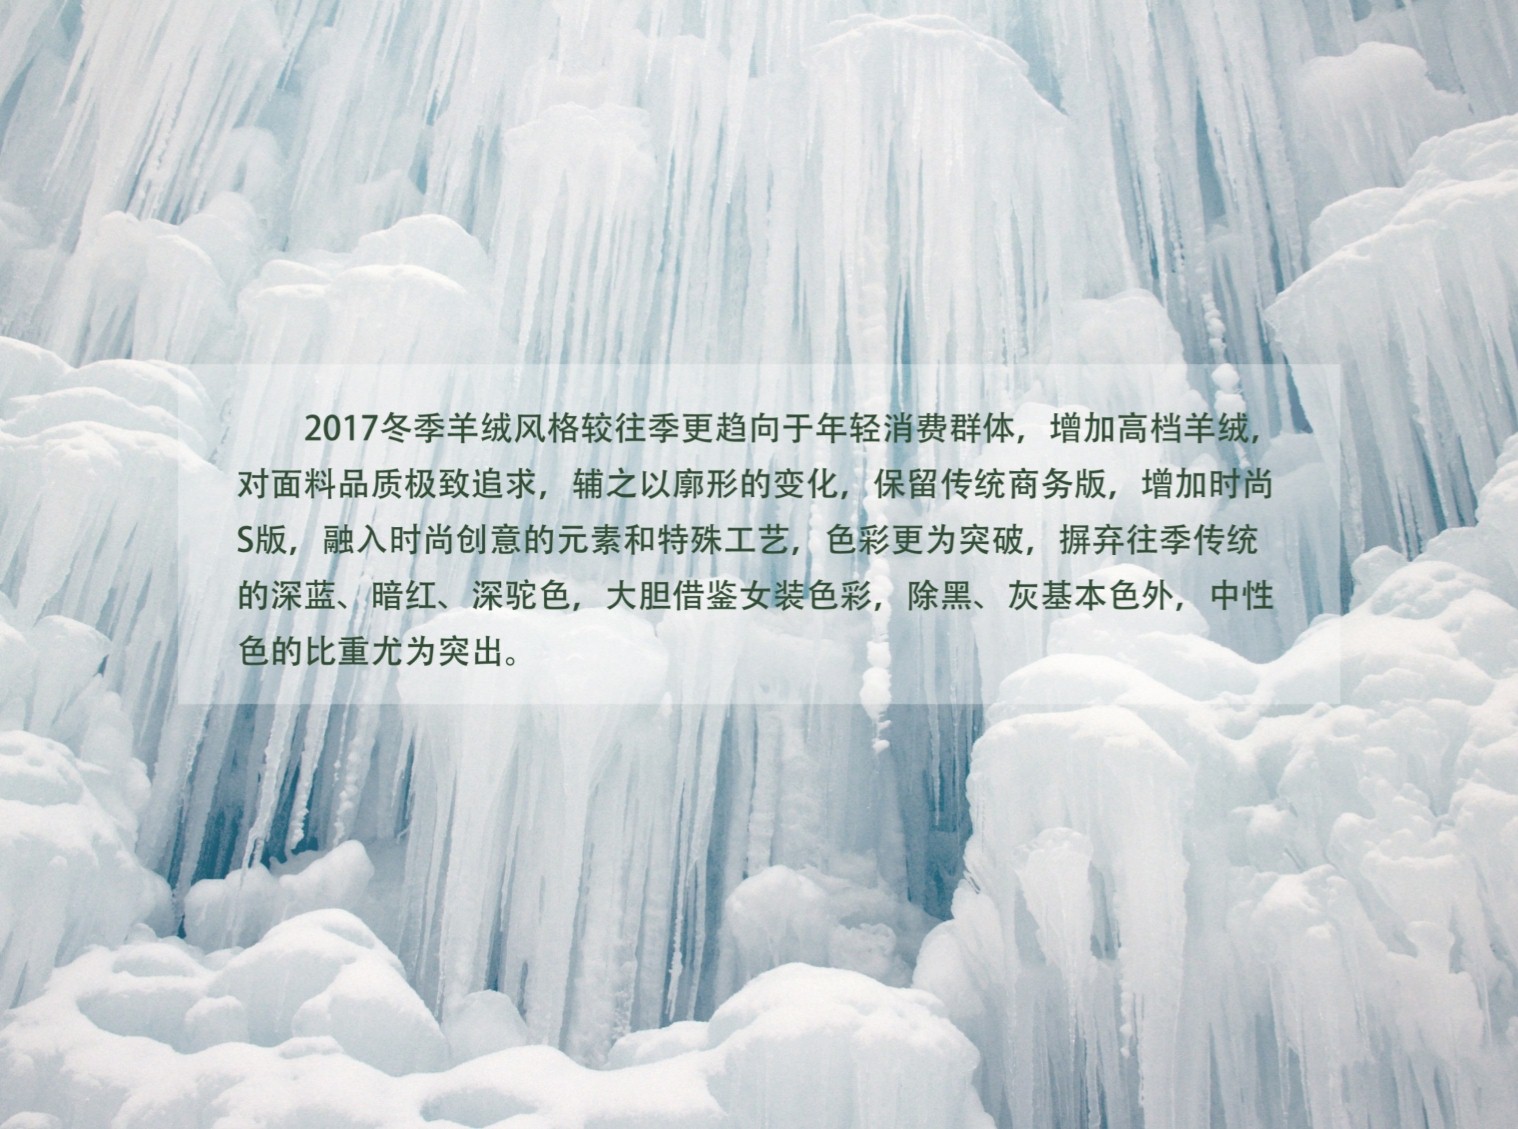 2017冬季羊绒风格较往季更趋向于年轻消费群体，增加高档羊绒，
对面料品质极致追求，辅之以廓形的变化，保留传统商务版，增加时尚
S版，融入时尚创意的元素和特殊工艺，色彩更为突破，摒弃往季传统
的深蓝、暗红、深驼色，大胆借鉴女装色彩，除黑、灰基本色外，中性
色的比重尤为突出。